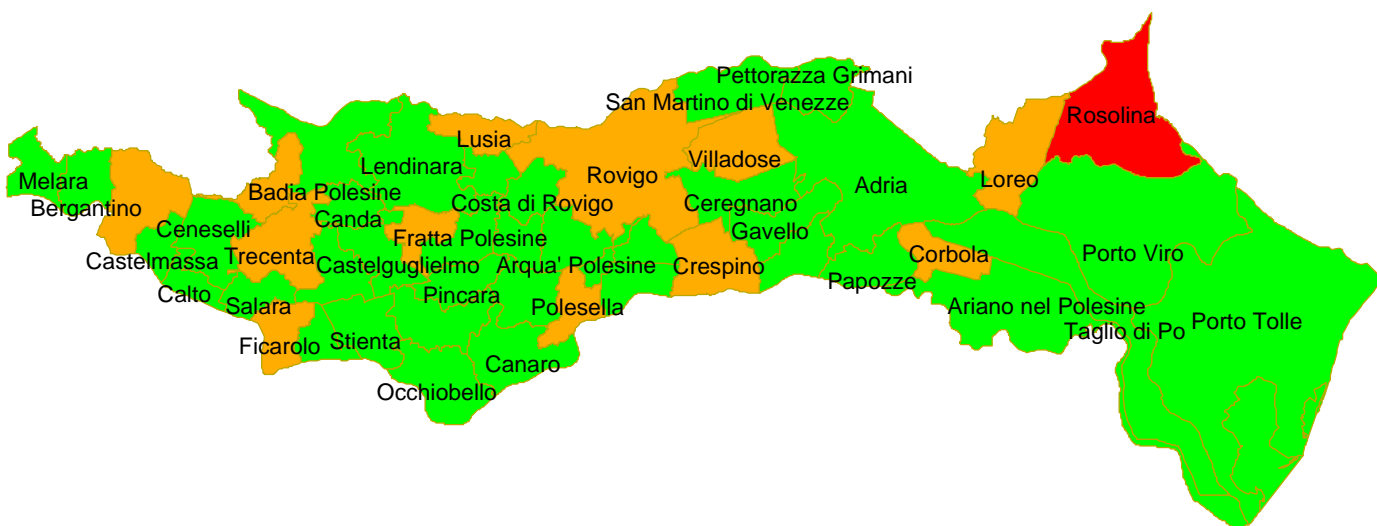 Pettorazza Grimani
San Martino di Venezze
Rosolina
Lusia
Villadose
Lendinara
Rovigo
Melara
Badia Polesine
Adria
Loreo
Bergantino
Costa di Rovigo
Ceregnano
Canda
Ceneselli
Gavello
Fratta Polesine
Castelmassa
Trecenta
Castelguglielmo
Arqua' Polesine
Crespino
Corbola
Porto Viro
Calto
Salara
Pincara
Polesella
Papozze
Ariano nel Polesine
Porto Tolle
Taglio di Po
Ficarolo
Stienta
Canaro
Occhiobello